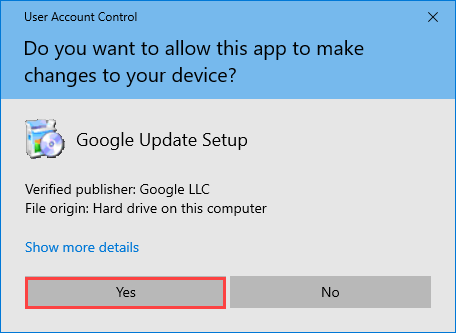 User Account Control
Do you want to allow this app to make
changes to your device?
Google Update Setup
Verified publisher: Google LLC
File origin: Hard drive on this computer
Show more details
Yes
No